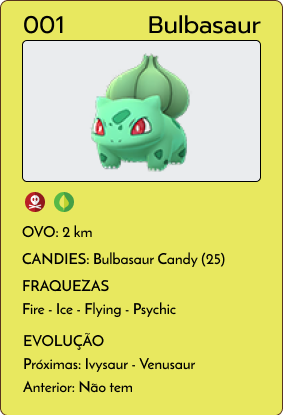 001 Bulbasaur
OVO: 2 km
CANDIES: Bulbasaur Candy (25)
FRAQUEZAS
Fire - Ice - Flying - Psychic
EVOLUÇÃO
Próximas: Ivysaur - Venusaur
Anterior: Não tem